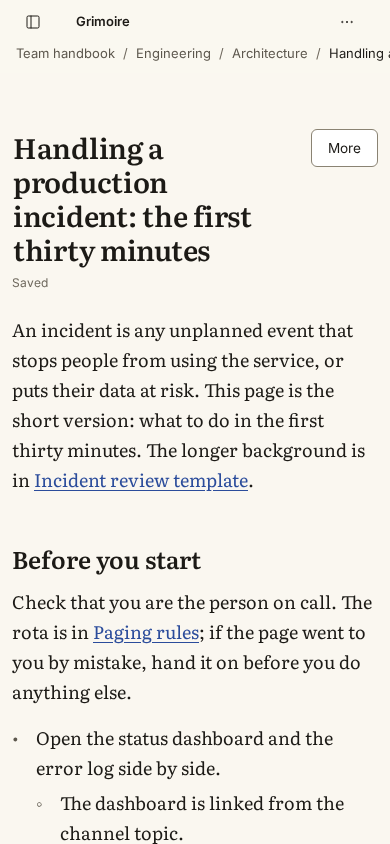 Grimoire
Team handbook / Engineering / Architecture / Handling
Handling a
production
incident: the first
thirty minutes
More
Saved
An incident is any unplanned event that
stops people from using the service, or
puts their data at risk. This page is the
short version: what to do in the first
thirty minutes. The longer background is
in Incident review template.
Before you start
Check that you are the person on call. The
rota is in Paging rules; if the page went to
you by mistake, hand it on before you do
anything else.
• Open the status dashboard and the
error log side by side.
◦ The dashboard is linked from the
channel topic.